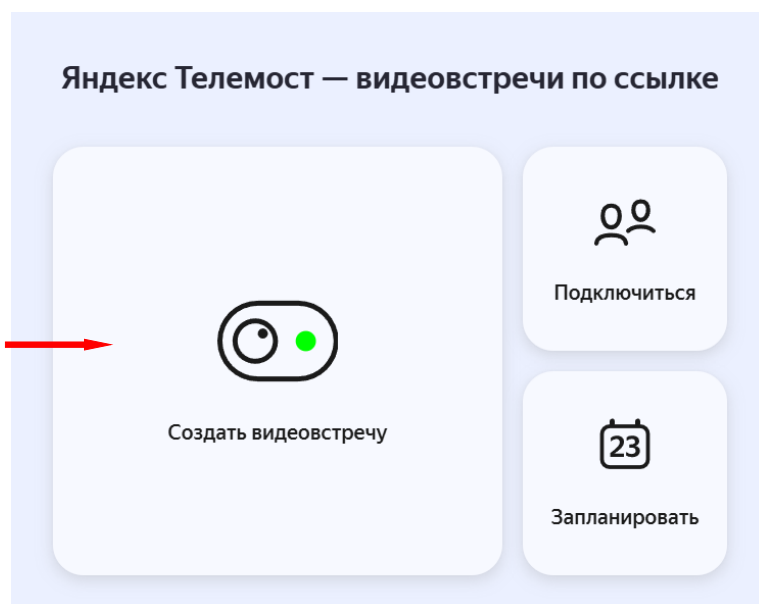 Яндекс Телемост — видеовстречи по ссылке
Создать видеовстречу
Подключиться
23
Запланировать